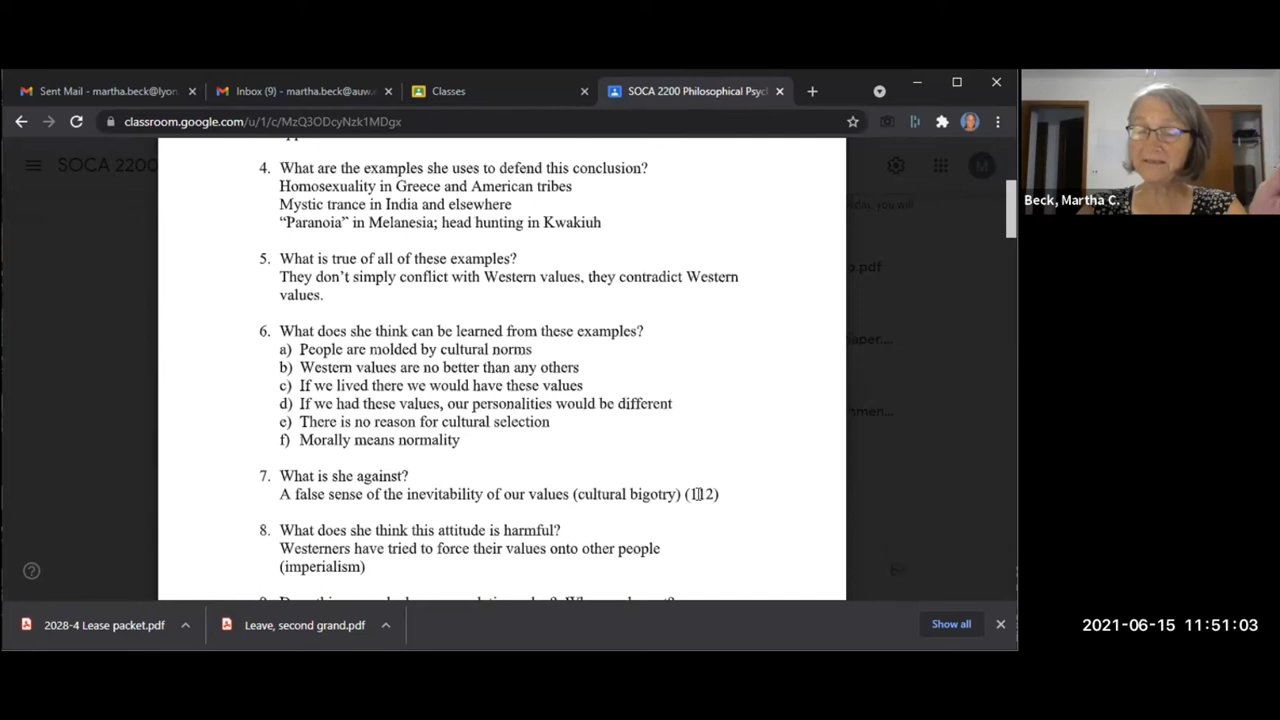 Sent Mail - martha.beck@lyon
Inbox (9) - martha.beck@auw.e
Classes
SOCA 2200 Philosophical Psyc
classroom.google.com/u/1/c/MzQ3ODcyNzk1MDgx
SOCA 2200
M
4. What are the examples she uses to defend this conclusion?
Homosexuality in Greece and American tribes
Mystic trance in India and elsewhere
“Paranoia” in Melanesia; head hunting in Kwakiuh
5. What is true of all of these examples?
They don’t simply conflict with Western values, they contradict Western
values.
6. What does she think can be learned from these examples?
a) People are molded by cultural norms
b) Western values are no better than any others
c) If we lived there we would have these values
d) If we had these values, our personalities would be different
e) There is no reason for cultural selection
f) Morally means normality
7. What is she against?
A false sense of the inevitability of our values (cultural bigotry) (112)
8. What does she think this attitude is harmful?
Westerners have tried to force their values onto other people
(imperialism)
day, you will
o.pdf
aper....
nmen...
2028-4 Lease packet.pdf
Leave, second grand.pdf
Show all
Beck, Martha C.
2021-06-15 11:51:03